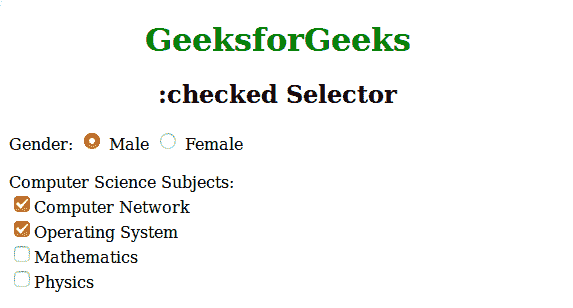 GeeksforGeeks
:checked Selector
Gender: Male Female
Computer Science Subjects:
Computer Network
Operating System
Mathematics
Physics